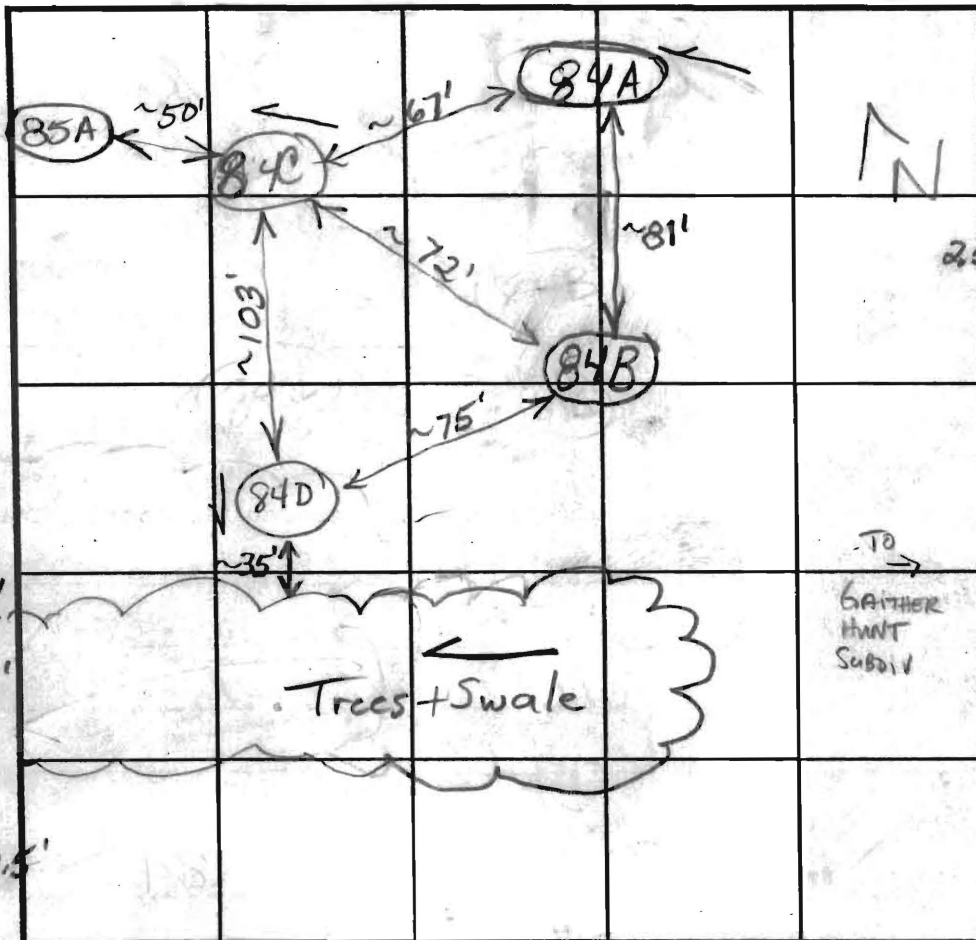 84A
~50'
~67'
85A
84C
N
~81'
~72'
~103'
84B
~75'
84D
~35'
TO
GAITHER
HUNT
SUBDIV
Trees + Swale